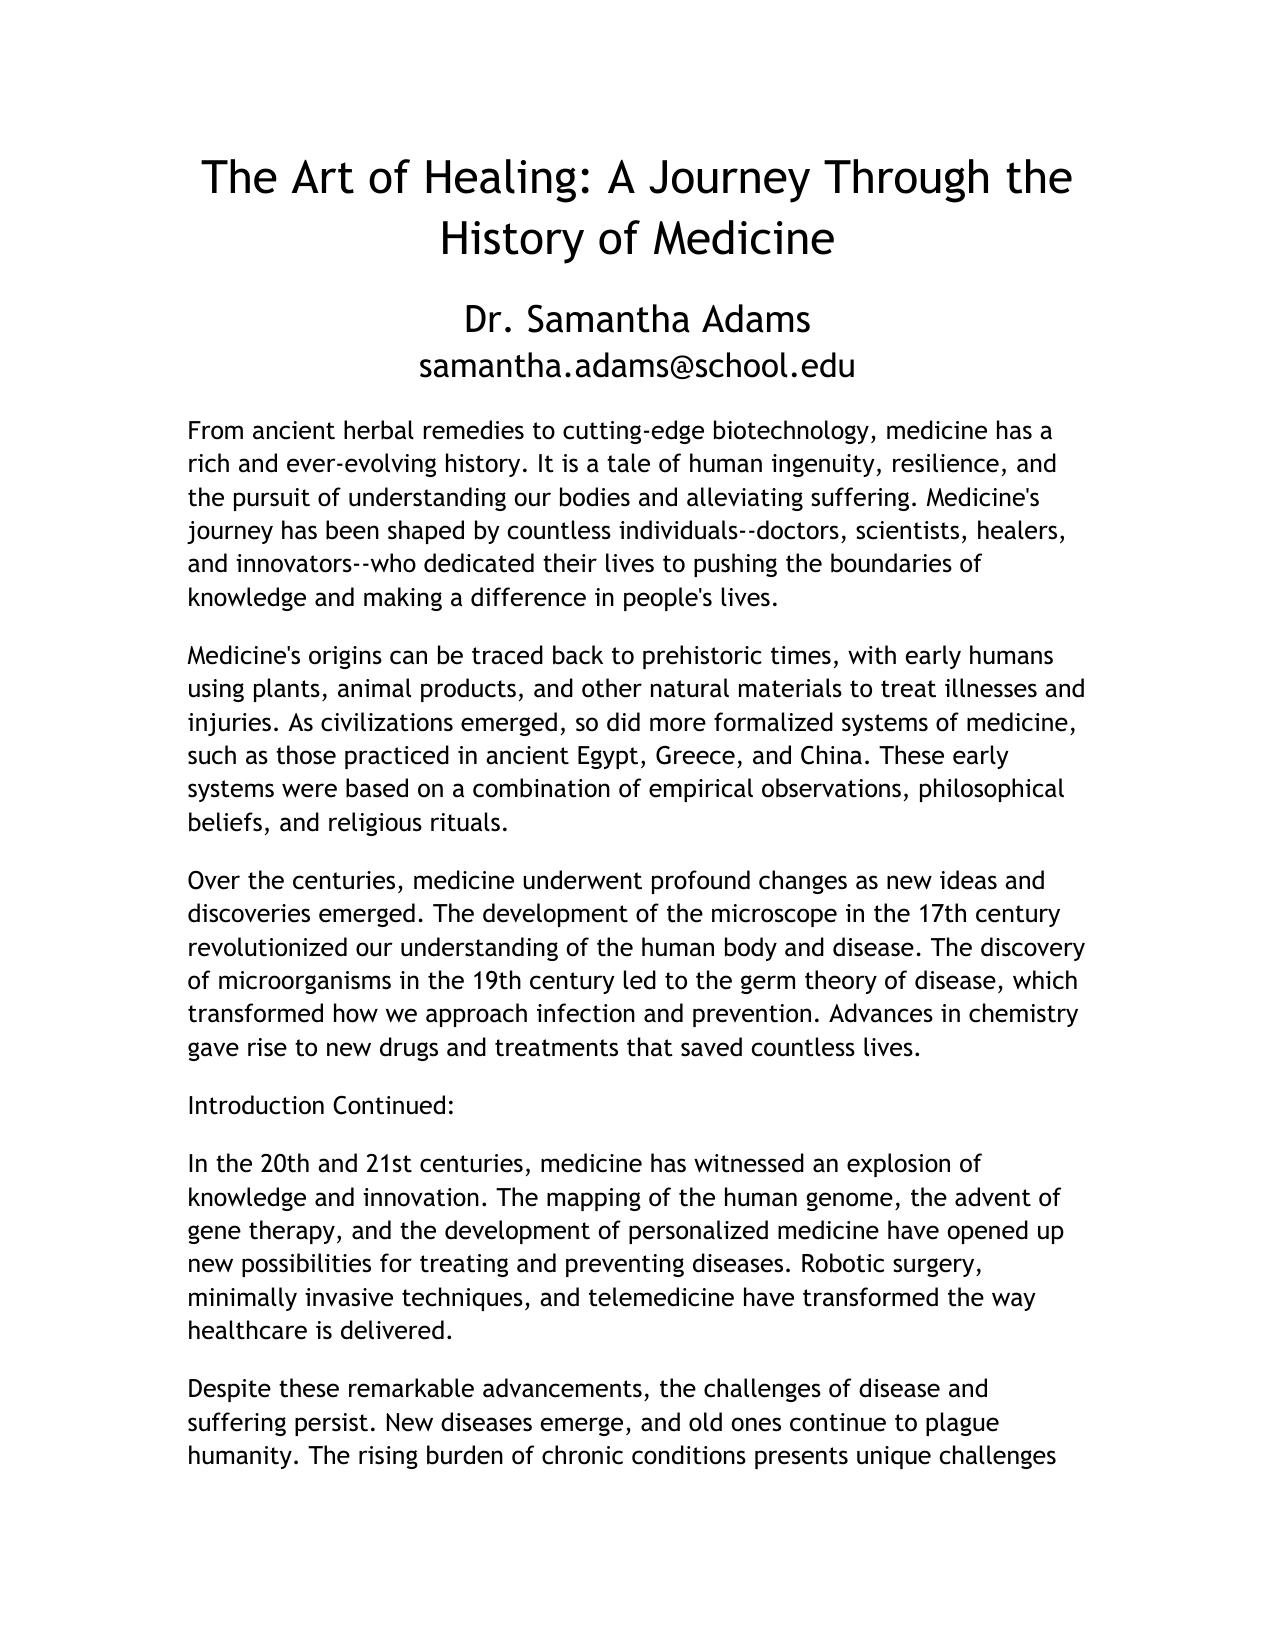 The Art of Healing: A Journey Through the
History of Medicine
Dr. Samantha Adams
samantha.adams@school.edu
From ancient herbal remedies to cutting-edge biotechnology, medicine has a
rich and ever-evolving history. It is a tale of human ingenuity, resilience, and
the pursuit of understanding our bodies and alleviating suffering. Medicine's
journey has been shaped by countless individuals--doctors, scientists, healers,
and innovators--who dedicated their lives to pushing the boundaries of
knowledge and making a difference in people's lives.
Medicine's origins can be traced back to prehistoric times, with early humans
using plants, animal products, and other natural materials to treat illnesses and
injuries. As civilizations emerged, so did more formalized systems of medicine,
such as those practiced in ancient Egypt, Greece, and China. These early
systems were based on a combination of empirical observations, philosophical
beliefs, and religious rituals.
Over the centuries, medicine underwent profound changes as new ideas and
discoveries emerged. The development of the microscope in the 17th century
revolutionized our understanding of the human body and disease. The discovery
of microorganisms in the 19th century led to the germ theory of disease, which
transformed how we approach infection and prevention. Advances in chemistry
gave rise to new drugs and treatments that saved countless lives.
Introduction Continued:
In the 20th and 21st centuries, medicine has witnessed an explosion of
knowledge and innovation. The mapping of the human genome, the advent of
gene therapy, and the development of personalized medicine have opened up
new possibilities for treating and preventing diseases. Robotic surgery,
minimally invasive techniques, and telemedicine have transformed the way
healthcare is delivered.
Despite these remarkable advancements, the challenges of disease and
suffering persist. New diseases emerge, and old ones continue to plague
humanity. The rising burden of chronic conditions presents unique challenges